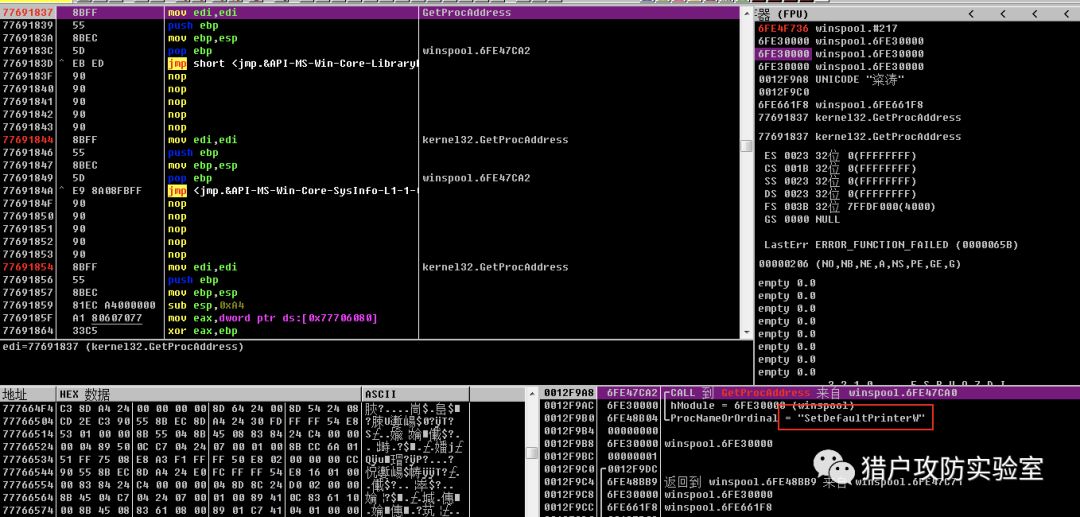 77691837 8BFF mov edi,edi GetProcAddress
77691839 55 push ebp
7769183A 8BEC mov ebp,esp
7769183C 5D pop ebp winspool.6FE47CA2
7769183D ^ EB ED jmp short <jmp.&API-MS-Win-Core-Libraryl
7769183F 90 nop
77691840 90 nop
77691841 90 nop
77691842 90 nop
77691843 90 nop
77691844 8BFF mov edi,edi kernel32.GetProcAddress
77691846 55 push ebp
77691847 8BEC mov ebp,esp
77691849 5D pop ebp winspool.6FE47CA2
7769184A ^ E9 8A08FBFF jmp <jmp.&API-MS-Win-Core-SysInfo-L1-1-
7769184F 90 nop
77691850 90 nop
77691851 90 nop
77691852 90 nop
77691853 90 nop
77691854 8BFF mov edi,edi kernel32.GetProcAddress
77691856 55 push ebp
77691857 8BEC mov ebp,esp
77691859 81EC A4000000 sub esp,0xA4
7769185F A1 80607077 mov eax,dword ptr ds:[0x77706080]
77691864 33C5 xor eax,ebp
edi=77691837 (kernel32.GetProcAddress)
器 (FPU) < < < <
6FE4F736 winspool.#217
6FE30000 winspool.6FE30000
6FE30000 winspool.6FE30000
6FE30000 winspool.6FE30000
0012F9A8 UNICODE
0012F9C0
6FE661F8 winspool.6FE661F8
77691837 kernel32.GetProcAddress
77691837 kernel32.GetProcAddress
ES 0023 32位 0(FFFFFFFF)
CS 001B 32位 0(FFFFFFFF)
SS 0023 32位 0(FFFFFFFF)
DS 0023 32位 0(FFFFFFFF)
FS 003B 32位 7FFDF000(4000)
GS 0000 NULL
LastErr ERROR_FUNCTION_FAILED (0000065B)
00000206 (NO,NB,NE,A,NS,PE,GE,G)
empty 0.0
empty 0.0
empty 0.0
empty 0.0
empty 0.0
empty 0.0
empty 0.0
empty 0.0
3 2 1 0 E S P U O Z D I
地址 HEX 数据 ASCII
777664F4 C3 8D A4 24 00 00 00 00 8D 64 24 00 8D 54 24 08
77766504 CD 2E C3 90 55 8B EC 8D A4 24 30 FD FF FF 54 E8
77766514 53 01 00 00 8B 55 04 8B 45 08 83 84 24 C4 00 00
77766524 00 04 89 50 0C C7 04 24 07 00 01 00 8B CC 6A 01
77766534 51 FF 75 08 E8 A3 F1 FF FF 50 E8 02 00 00 00 CC
77766544 90 55 8B EC 8D A4 24 E0 FC FF FF 54 E8 16 01 00
77766554 00 83 84 24 C4 00 00 00 04 8D 8C 24 D0 02 00 00
77766564 8B 45 04 C7 04 24 07 00 01 00 89 41 0C 83 61 10
77766574 00 8B 45 08 83 61 08 00 89 01 C7 41 04 01 00 00
0012F9A8 6FE47CA2 CALL 到 GetProcAddress 来自 winspool.6FE47CA0
0012F9AC 6FE30000 hModule = 6FE30000 (winspool)
0012F9B0 6FE48B04 ProcNameOrOrdinal = "SetDefaultPrinterW"
0012F9B4 00000000
0012F9B8 6FE30000 winspool.6FE30000
0012F9BC 00000001
0012F9C0 0012F9DC
0012F9C4 6FE48BB9 返回到 winspool.6FE48BB9 来自 winspool.6FE47C71
0012F9C8 6FE30000 winspool.6FE30000
0012F9CC 6FE661F8 winspool.6FE661F8
猎户攻防实验室